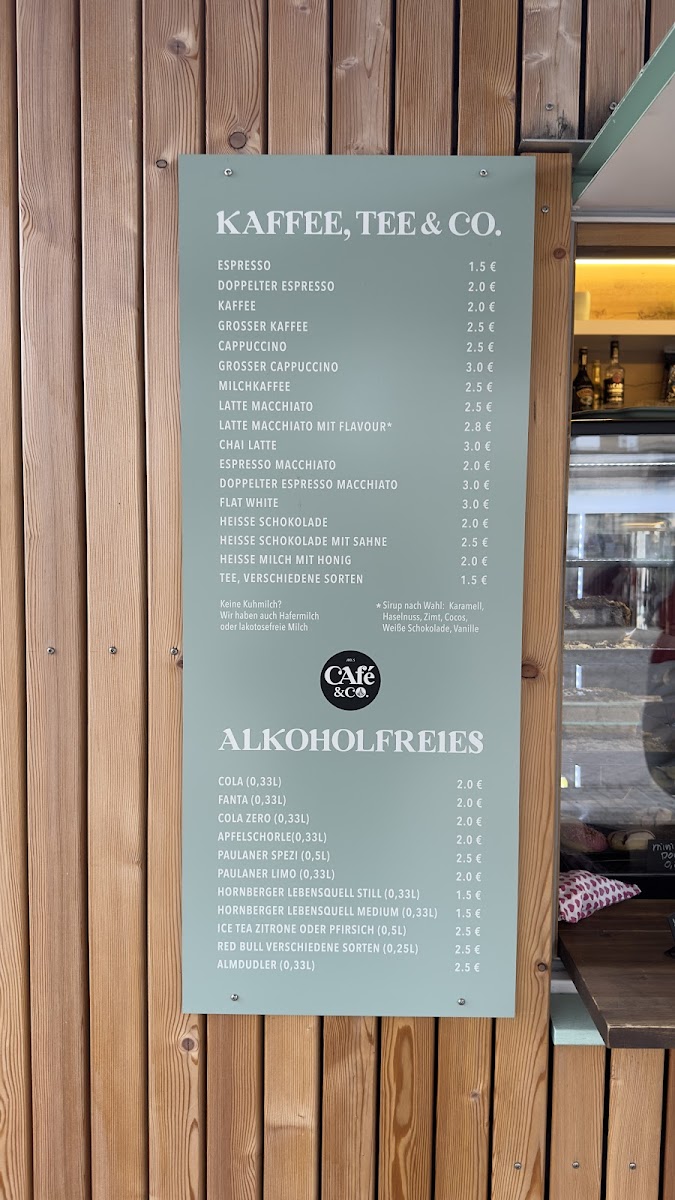 KAFFEE, TEE & CO.
ESPRESSO 1.5 €
DOPPELTER ESPRESSO 2.0 €
KAFFEE 2.0 €
GROSSER KAFFEE 2.5 €
CAPPUCCINO 2.5 €
GROSSER CAPPUCCINO 3.0 €
MILCHKAFFEE 2.5 €
LATTE MACCHIATO 2.5 €
LATTE MACCHIATO MIT FLAVOUR* 2.8 €
CHAI LATTE 3.0 €
ESPRESSO MACCHIATO 2.0 €
DOPPELTER ESPRESSO MACCHIATO 3.0 €
FLAT WHITE 3.0 €
HEISSE SCHOKOLADE 2.0 €
HEISSE SCHOKOLADE MIT SAHNE 2.5 €
HEISSE MILCH MIT HONIG 2.0 €
TEE, VERSCHIEDENE SORTEN 1.5 €
Keine Kuhmilch?
Wir haben auch Hafermilch
oder lakotosefreie Milch
* Sirup nach Wahl: Karamell,
Haselnuss, Zimt, Cocos,
Weiße Schokolade, Vanille
CAfé
&CO.
ALKOHOLFREIES
COLA (0,33L) 2.0 €
FANTA (0,33L) 2.0 €
COLA ZERO (0,33L) 2.0 €
APFELSCHORLE(0,33L) 2.0 €
PAULANER SPEZI (0,5L) 2.5 €
PAULANER LIMO (0,33L) 2.0 €
HORNBERGER LEBENSQUELL STILL (0,33L) 1.5 €
HORNBERGER LEBENSQUELL MEDIUM (0,33L) 1.5 €
ICE TEA ZITRONE ODER PFIRSICH (0,5L) 2.5 €
RED BULL VERSCHIEDENE SORTEN (0,25L) 2.5 €
ALMDUDLER (0,33L) 2.5 €